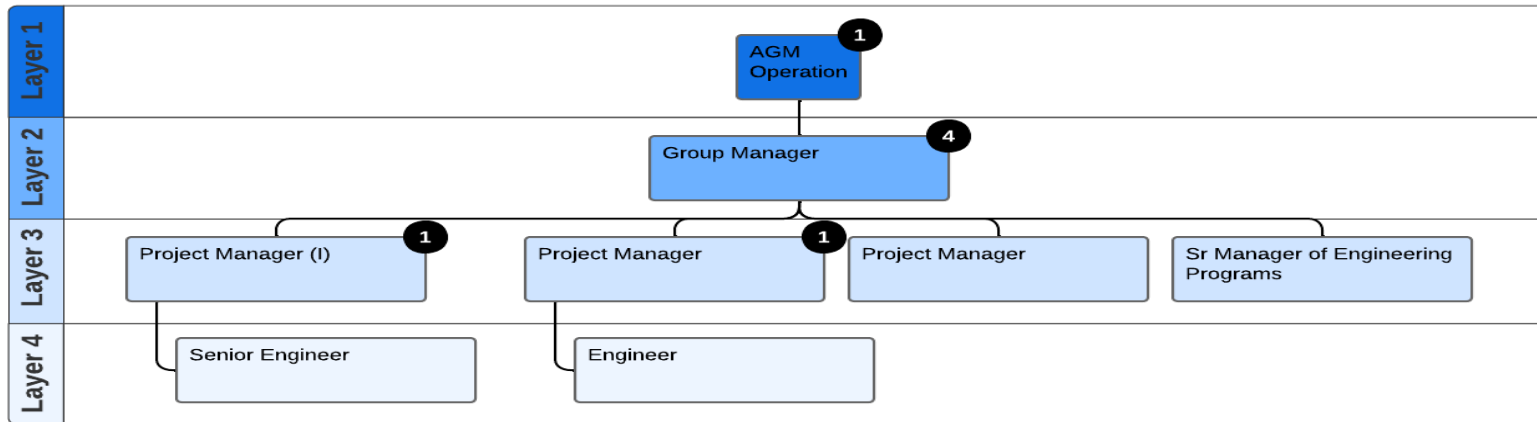 Layer 1
AGM
Operation
1
Layer 2
Group Manager
4
Layer 3
Project Manager (I)
1
Project Manager
1
Project Manager
Sr Manager of Engineering
Programs
Layer 4
Senior Engineer
Engineer